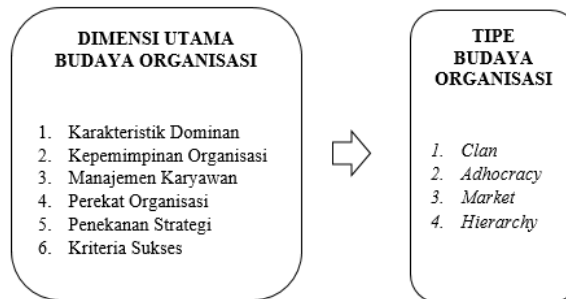 DIMENSI UTAMA
BUDAYA ORGANISASI
1. Karakteristik Dominan
2. Kepemimpinan Organisasi
3. Manajemen Karyawan
4. Perekat Organisasi
5. Penekanan Strategi
6. Kriteria Sukses
TIPE
BUDAYA
ORGANISASI
1. Clan
2. Adhocracy
3. Market
4. Hierarchy